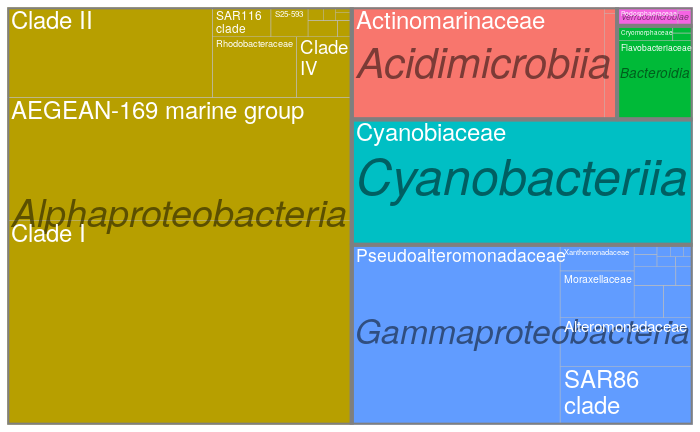 Clade II
SAR116
clade
S25-593
Rhodobacteraceae
Clade
IV
AEGEAN-169 marine group
Alphaproteobacteria
Clade I
Actinomarinaceae
Acidimicrobiia
Verrucomicrobiae
Cryomorphaceae
Flavobacteriaceae
Bacteroidia
Cyanobiaceae
Cyanobacteriia
Pseudoalteromonadaceae
Xanthomonadaceae
Moraxellaceae
Gammaproteobacteria
Alteromonadaceae
SAR86
clade